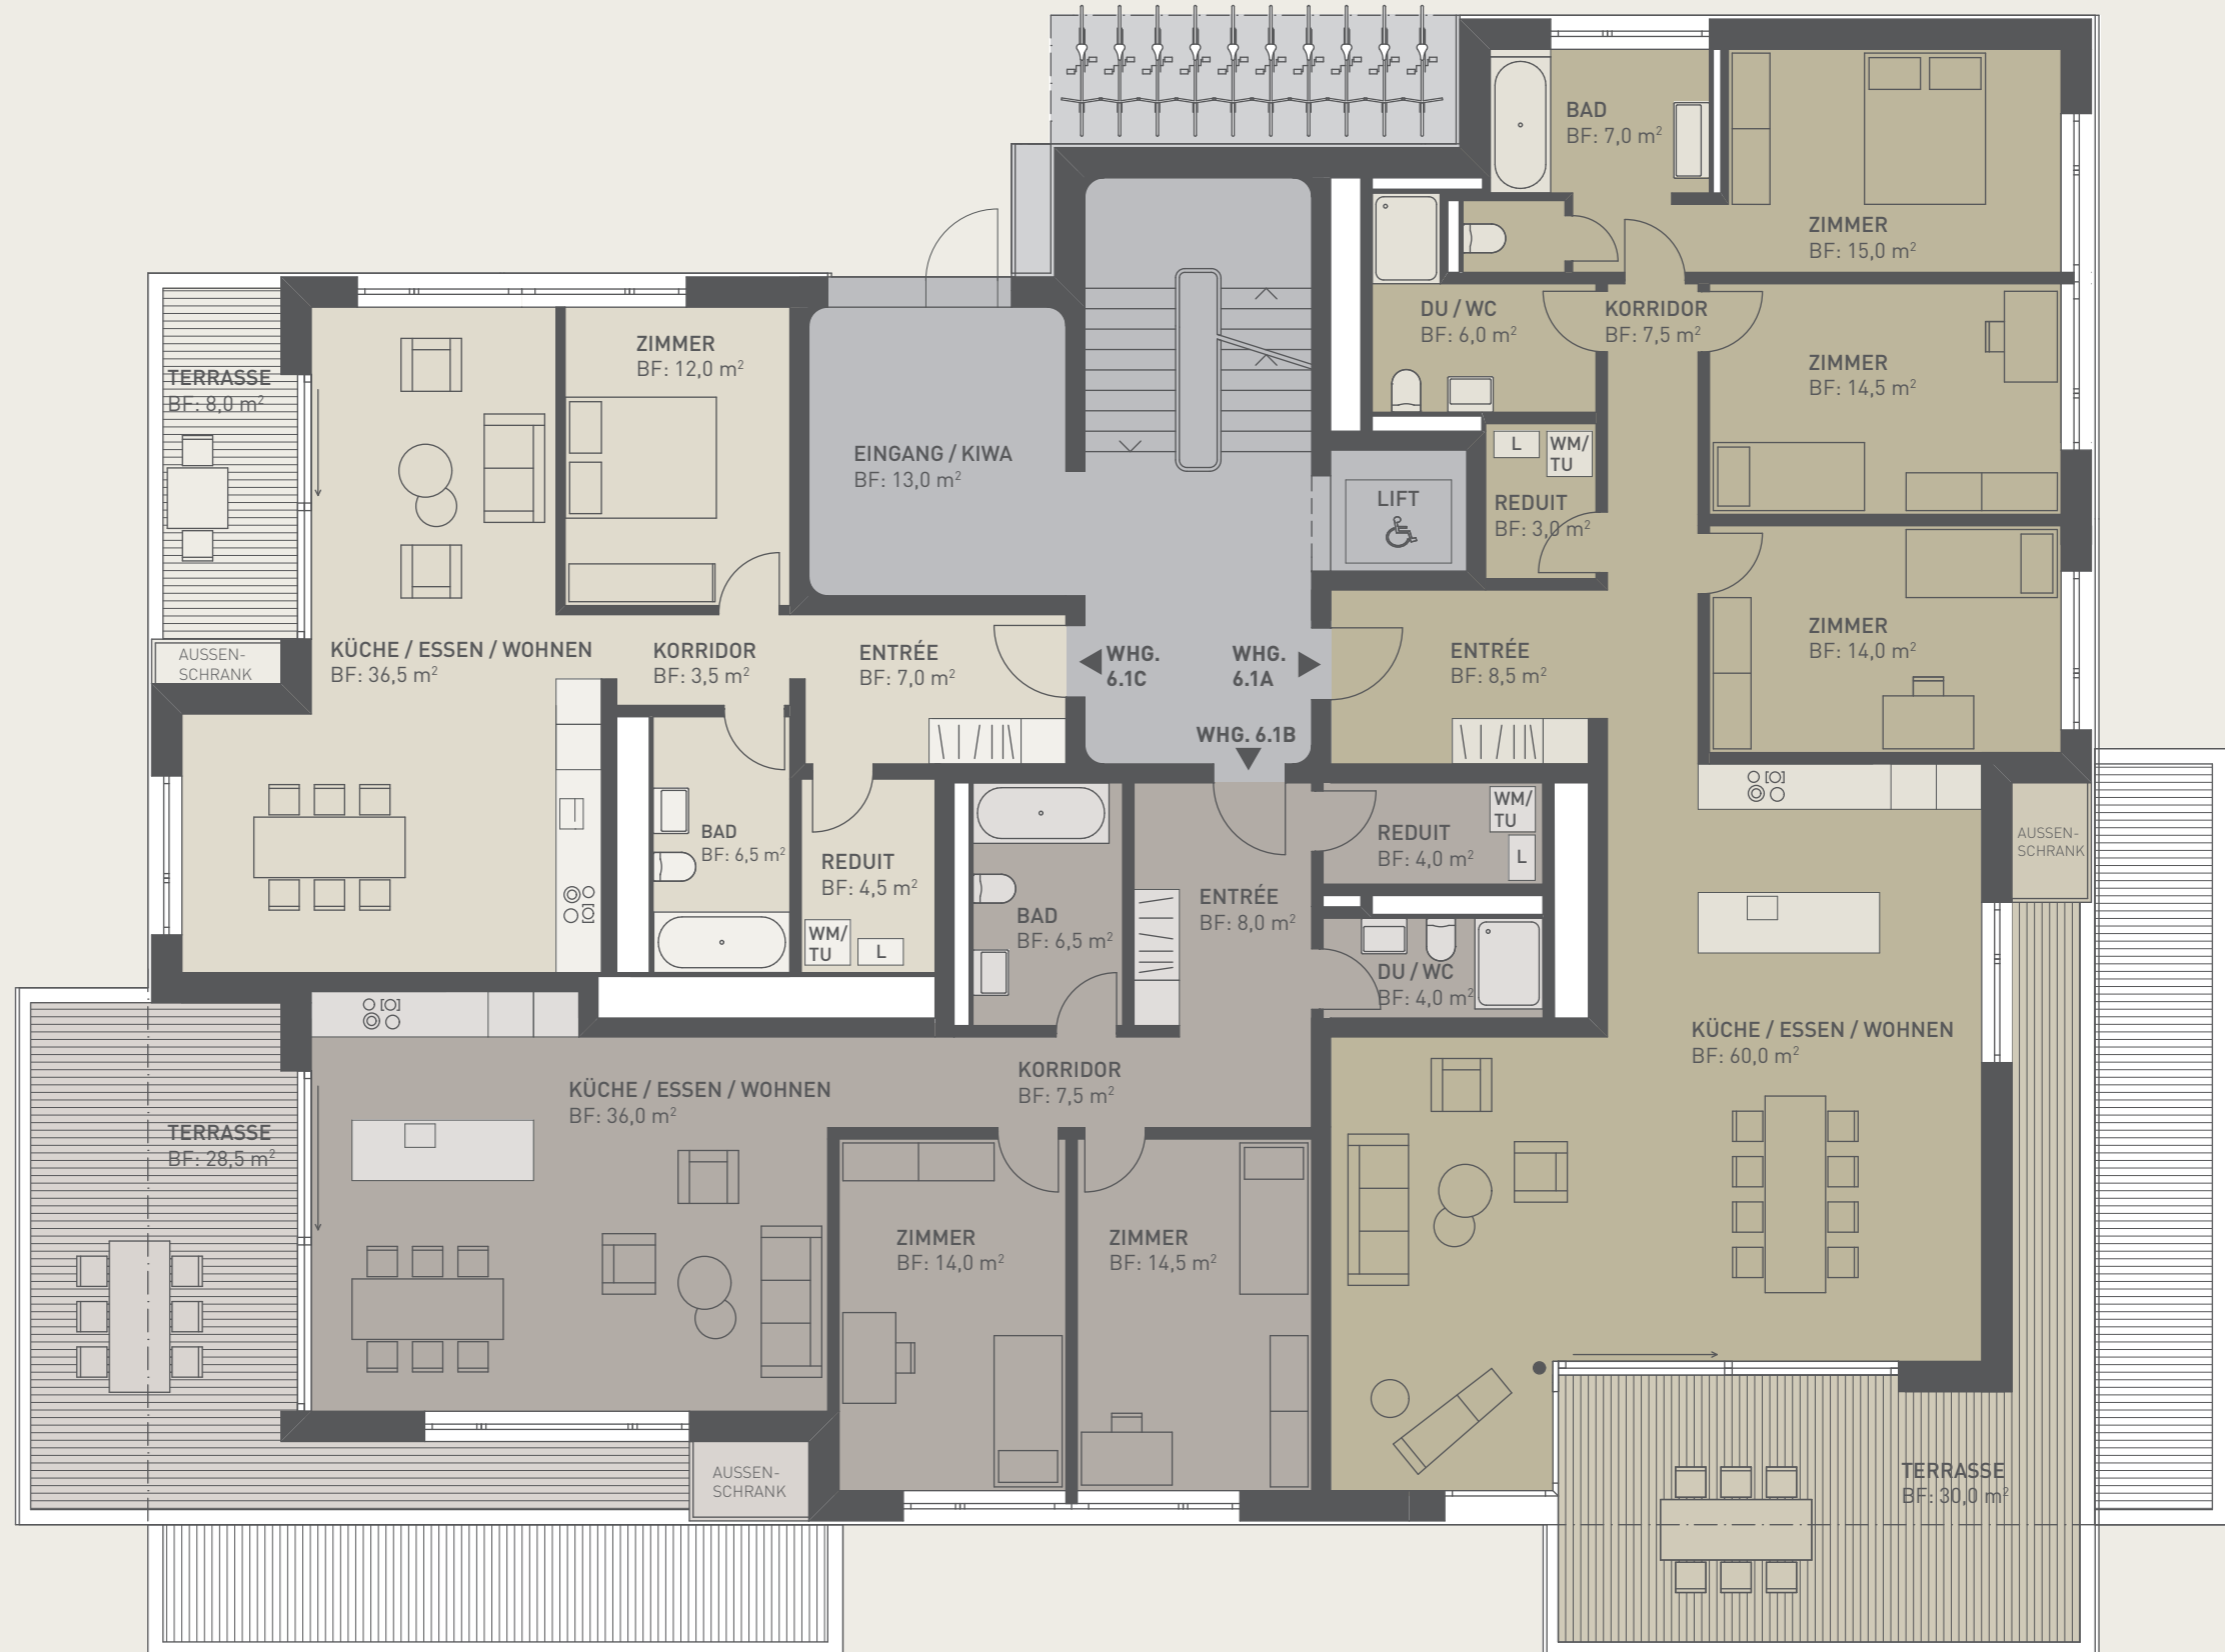 BAD
BF: 7,0 m²
ZIMMER
BF: 15,0 m²
DU / WC
BF: 6,0 m²
KORRIDOR
BF: 7,5 m²
ZIMMER
BF: 14,5 m²
ZIMMER
BF: 12,0 m²
TERRASSE
BF: 8,0 m²
EINGANG / KIWA
BF: 13,0 m²
LIFT
L
WM/
TU
REDUIT
BF: 3,0 m²
AUSSEN-
SCHRANK
KÜCHE / ESSEN / WOHNEN
BF: 36,5 m²
KORRIDOR
BF: 3,5 m²
ENTRÉE
BF: 7,0 m²
WHG.
6.1C
WHG.
6.1A
WHG. 6.1B
ENTRÉE
BF: 8,5 m²
ZIMMER
BF: 14,0 m²
BAD
BF: 6,5 m²
REDUIT
BF: 4,5 m²
WM/
TU
L
BAD
BF: 6,5 m²
ENTRÉE
BF: 8,0 m²
REDUIT
BF: 4,0 m²
WM/
TU
L
DU / WC
BF: 4,0 m²
AUSSEN-
SCHRANK
KÜCHE / ESSEN / WOHNEN
BF: 60,0 m²
KORRIDOR
BF: 7,5 m²
KÜCHE / ESSEN / WOHNEN
BF: 36,0 m²
TERRASSE
BF: 28,5 m²
ZIMMER
BF: 14,0 m²
ZIMMER
BF: 14,5 m²
AUSSEN-
SCHRANK
TERRASSE
BF: 30,0 m²